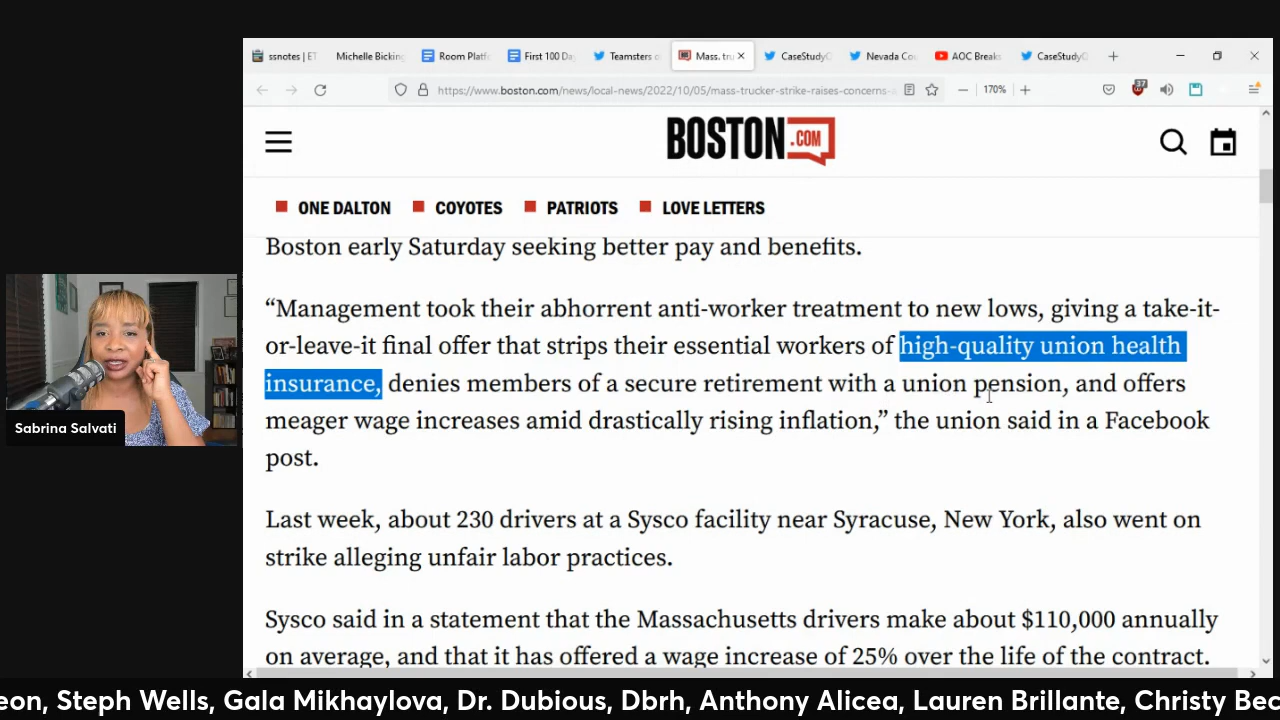 ssnotes | ET
Michelle Bicking
Room Platf
First 100 Da
Teamsters o
Mass. tru
CaseStudyQ
Nevada Cou
AOC Breaks
CaseStudyQ
https://www.boston.com/news/local-news/2022/10/05/mass-trucker-strike-raises-concerns-
170%
37
BOSTON.COM
ONE DALTON
COYOTES
PATRIOTS
LOVE LETTERS
Boston early Saturday seeking better pay and benefits.
“Management took their abhorrent anti-worker treatment to new lows, giving a take-it-
or-leave-it final offer that strips their essential workers of high-quality union health
insurance, denies members of a secure retirement with a union pension, and offers
meager wage increases amid drastically rising inflation,” the union said in a Facebook
post.
Last week, about 230 drivers at a Sysco facility near Syracuse, New York, also went on
strike alleging unfair labor practices.
Sysco said in a statement that the Massachusetts drivers make about $110,000 annually
on average, and that it has offered a wage increase of 25% over the life of the contract.
Sabrina Salvati
eon, Steph Wells, Gala Mikhaylova, Dr. Dubious, Dbrh, Anthony Alicea, Lauren Brillante, Christy Bec